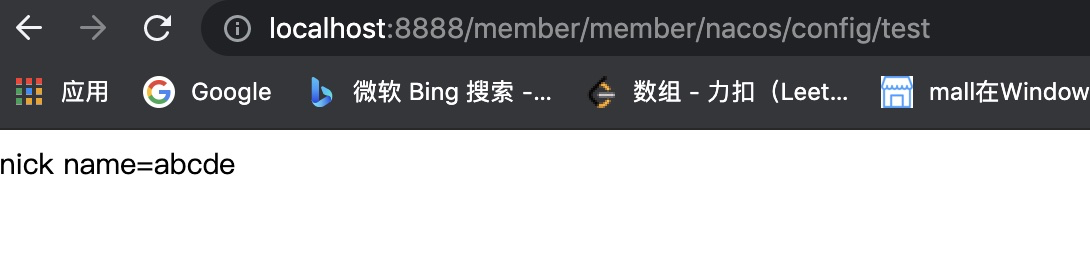 localhost:8888/member/member/nacos/config/test
应用 Google 微软 Bing 搜索 -... 数组 - 力扣（Leet... mall在Window
nick name=abcde